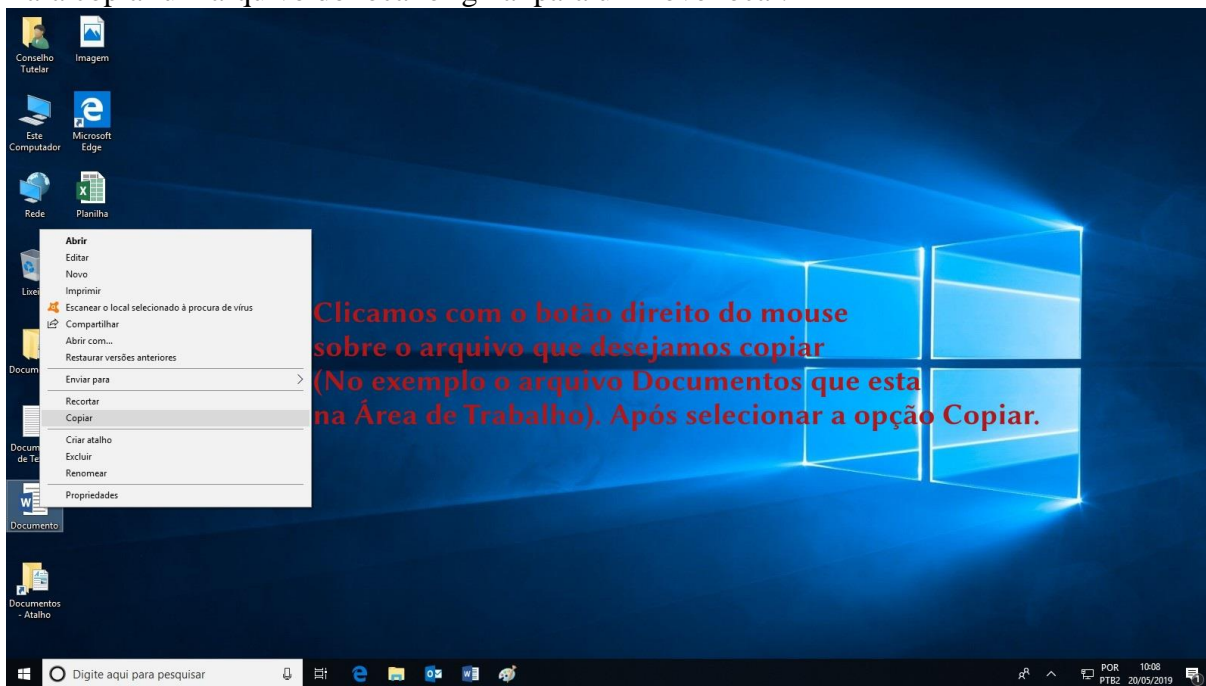 Conselho
Tutelar
Imagem
Este
Computador
Microsoft
Edge
Rede
Planilha
Abrir
Editar
Novo
Imprimir
Escanear o local selecionado à procura de vírus
Compartilhar
Abrir com...
Restaurar versões anteriores
Enviar para
Recortar
Copiar
Criar atalho
Excluir
Renomear
Propriedades
Clicamos com o botão direito do mouse
sobre o arquivo que desejamos copiar
(No exemplo o arquivo Documentos que esta
na Área de Trabalho). Após selecionar a opção Copiar.
Documento
Documentos
- Atalho
Digite aqui para pesquisar
POR
PTB2
10:08
20/05/2019